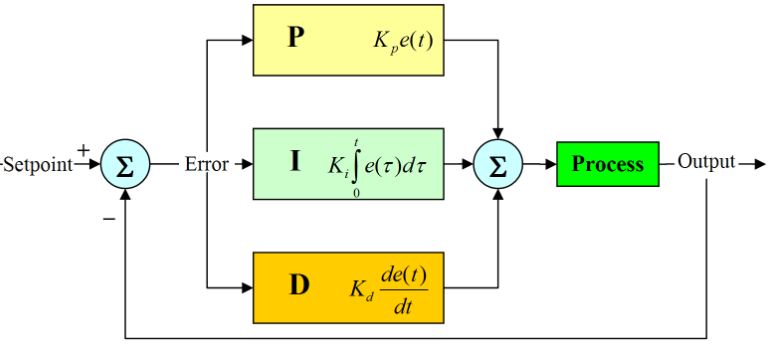 P K_p e(t)
Setpoint + Σ Error I K_i ∫_0^t e(τ)dτ Σ Process Output
−
D K_d de(t)/dt